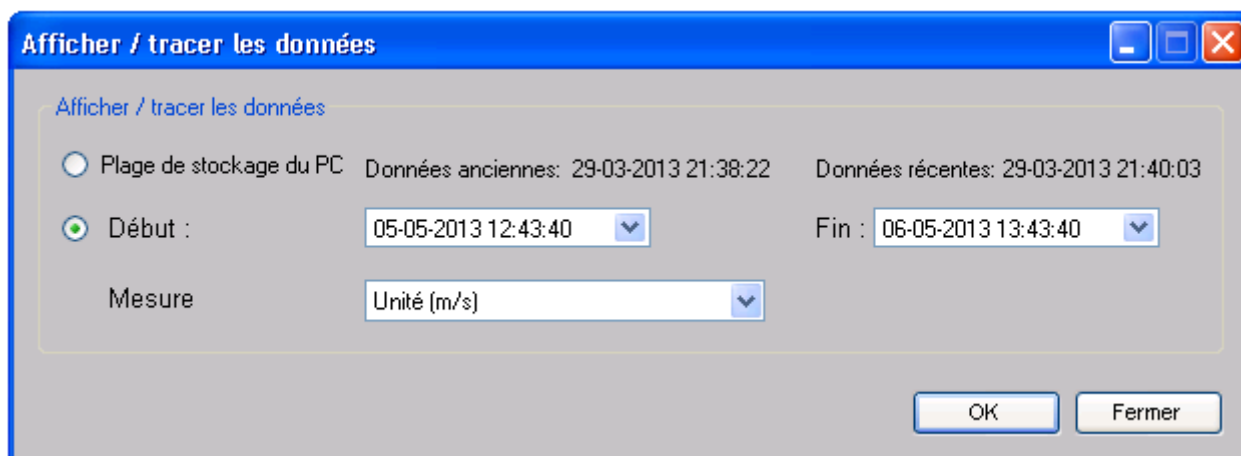 Afficher / tracer les données
Afficher / tracer les données
Plage de stockage du PC Données anciennes: 29-03-2013 21:38:22 Données récentes: 29-03-2013 21:40:03
Début : 05-05-2013 12:43:40 Fin : 06-05-2013 13:43:40
Mesure Unité (m/s)
OK Fermer